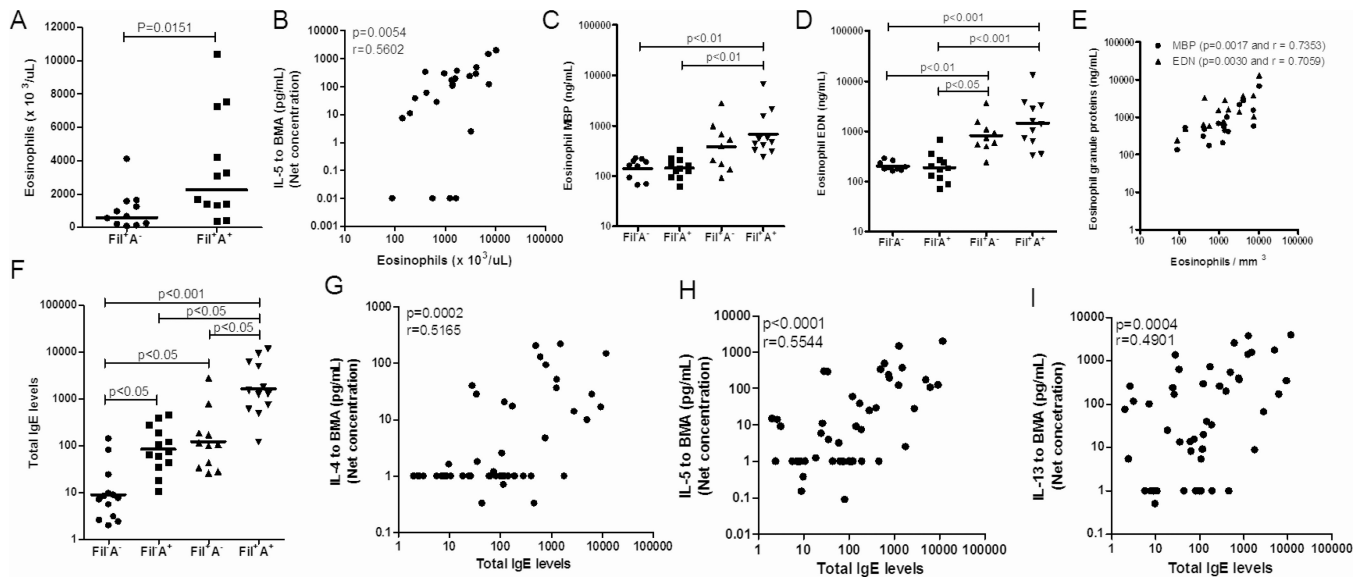 A
P=0.0151
Eosinophils (x 10³/uL)
12000
10000
8000
6000
4000
2000
0
Fil⁺A⁻
Fil⁺A⁺
B
p=0.0054
r=0.5602
IL-5 to BMA (pg/mL)
(Net concentration)
10000
1000
100
10
1
0.1
0.01
0.001
10
100
1000
10000
100000
Eosinophils (x 10³/uL)
C
p<0.01
p<0.01
Eosinophil MBP (ng/mL)
100000
10000
1000
100
10
Fil⁻A⁻
Fil⁻A⁺
Fil⁺A⁻
Fil⁺A⁺
D
p<0.001
p<0.001
p<0.01
p<0.05
Eosinophil EDN (ng/mL)
100000
10000
1000
100
10
Fil⁻A⁻
Fil⁻A⁺
Fil⁺A⁻
Fil⁺A⁺
E
MBP (p=0.0017 and r = 0.7353)
EDN (p=0.0030 and r = 0.7059)
Eosinophil granule proteins (ng/mL)
100000
10000
1000
100
10
1
10
100
1000
10000
100000
Eosinophils / mm³
F
p<0.001
p<0.05
p<0.05
p<0.05
p<0.05
Total IgE levels
100000
10000
1000
100
10
1
Fil⁻A⁻
Fil⁻A⁺
Fil⁺A⁻
Fil⁺A⁺
G
p=0.0002
r=0.5165
IL-4 to BMA (pg/mL)
(Net concentration)
1000
100
10
1
0.1
1
10
100
1000
10000
100000
Total IgE levels
H
p<0.0001
r=0.5544
IL-5 to BMA (pg/mL)
(Net concentration)
10000
1000
100
10
1
0.1
0.01
1
10
100
1000
10000
100000
Total IgE levels
I
p=0.0004
r=0.4901
IL-13 to BMA (pg/mL)
(Net concentration)
10000
1000
100
10
1
0.1
1
10
100
1000
10000
100000
Total IgE levels